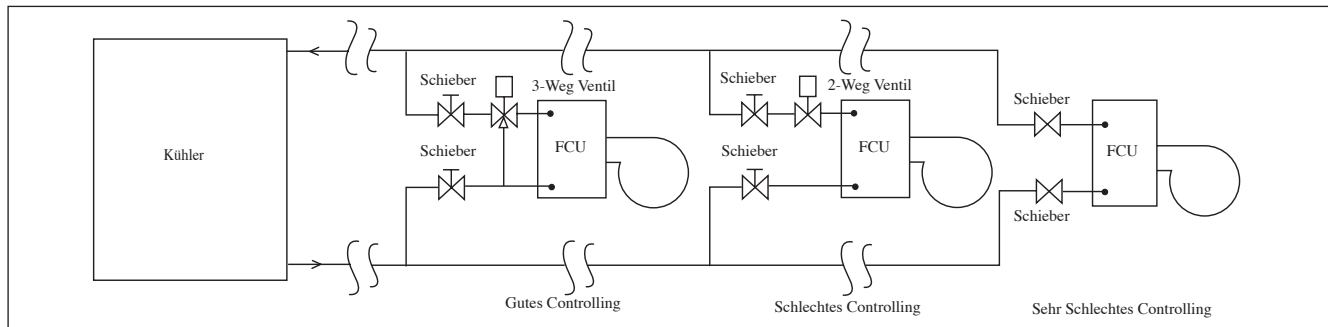 Schieber
3-Weg Ventil
Schieber
2-Weg Ventil
Schieber
Kühler
FCU
FCU
FCU
Schieber
Schieber
Schieber
Gutes Controlling
Schlechtes Controlling
Sehr Schlechtes Controlling